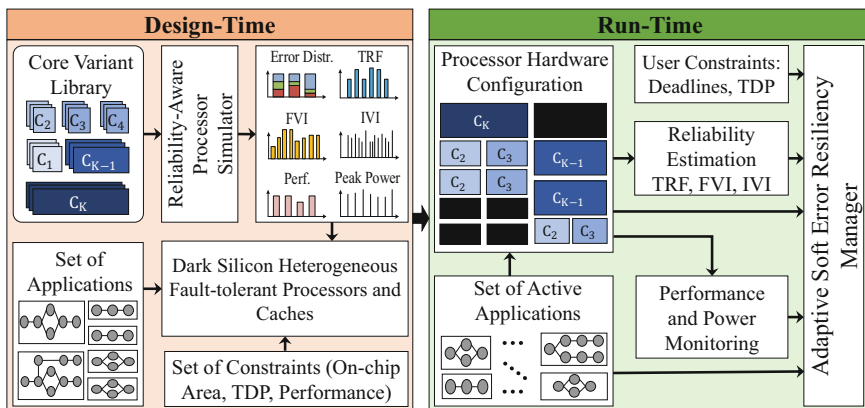 Design-Time
Core Variant
Library
C2
C3
C4
C1
CK−1
CK
Reliability-Aware
Processor
Simulator
Error Distr.
TRF
FVI
IVI
Perf.
Peak Power
Set of
Applications
Dark Silicon Heterogeneous
Fault-tolerant Processors and
Caches
Set of Constraints (On-chip
Area, TDP, Performance)
Run-Time
Processor Hardware
Configuration
CK
C2
C3
CK−1
C2
C3
CK−1
C2
C3
User Constraints:
Deadlines, TDP
Reliability
Estimation
TRF, FVI, IVI
Set of Active
Applications
Performance
and Power
Monitoring
Adaptive Soft Error Resiliency
Manager